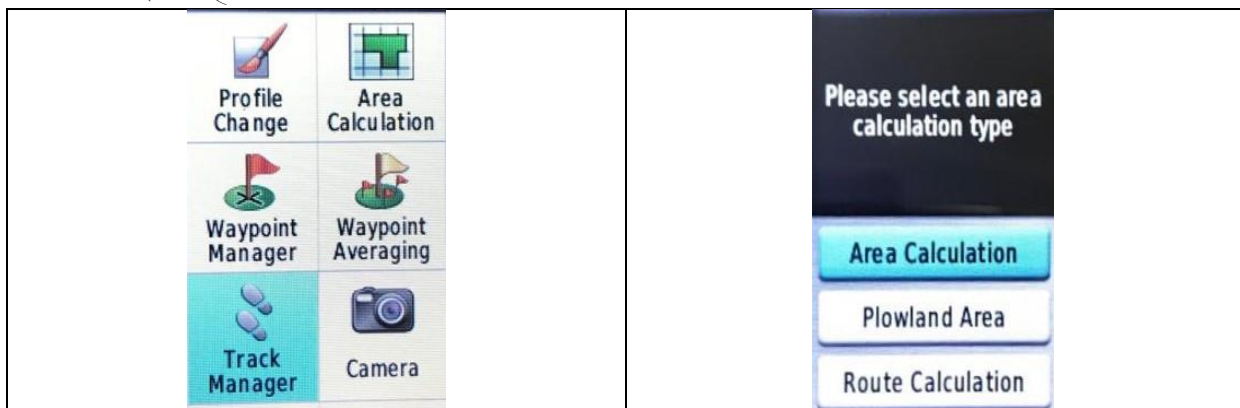 Profile
Change
Area
Calculation
Waypoint
Manager
Waypoint
Averaging
Track
Manager
Camera
Please select an area
calculation type
Area Calculation
Plowland Area
Route Calculation